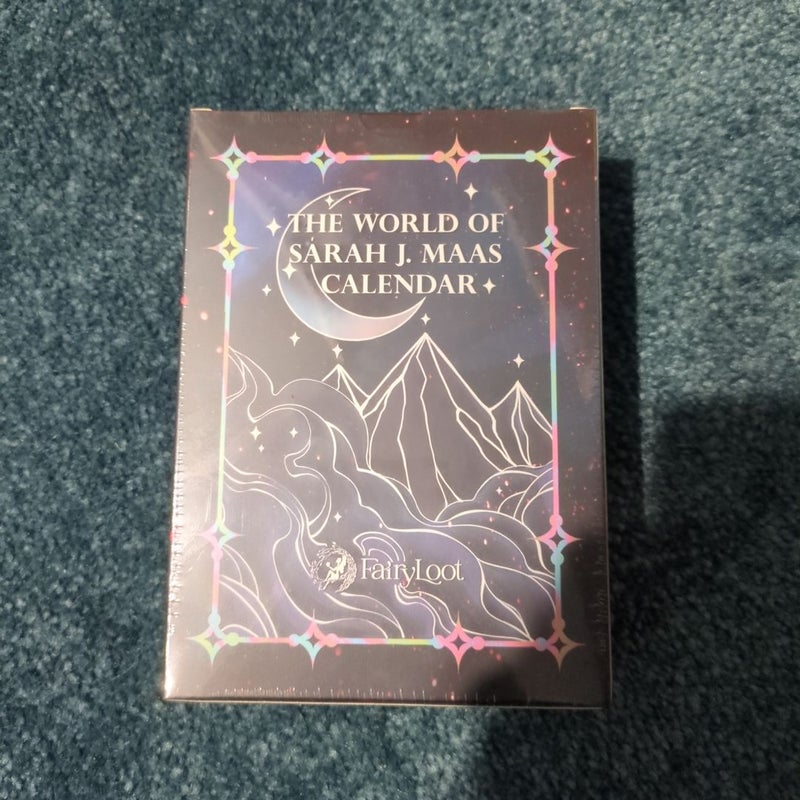 THE WORLD OF
SARAH J. MAAS
CALENDAR
FairyLoot